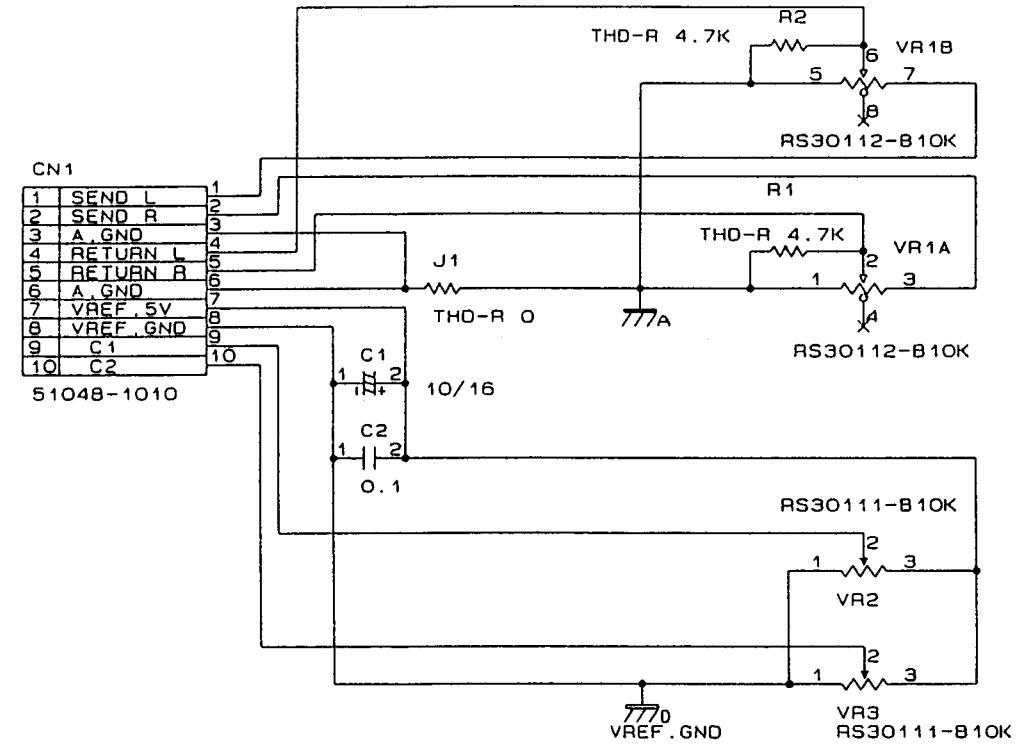 R2
THD-R 4.7K
6
VR1B
5
7
8
RS30112-B10K
CN1
1 SEND L 1
2 SEND R 2
3 A.GND 3
4 RETURN L 4
5 RETURN R 5
6 A.GND 6
7 VREF.5V 7
8 VREF.GND 8
9 C1 9
10 C2 10
51048-1010
R1
THD-R 4.7K
2
VR1A
1
3
4
RS30112-B10K
J1
THD-R 0
A
C1
1
2
+
10/16
C2
1
2
0.1
RS30111-B10K
2
1
3
VR2
2
1
3
VR3
RS30111-B10K
D
VREF.GND